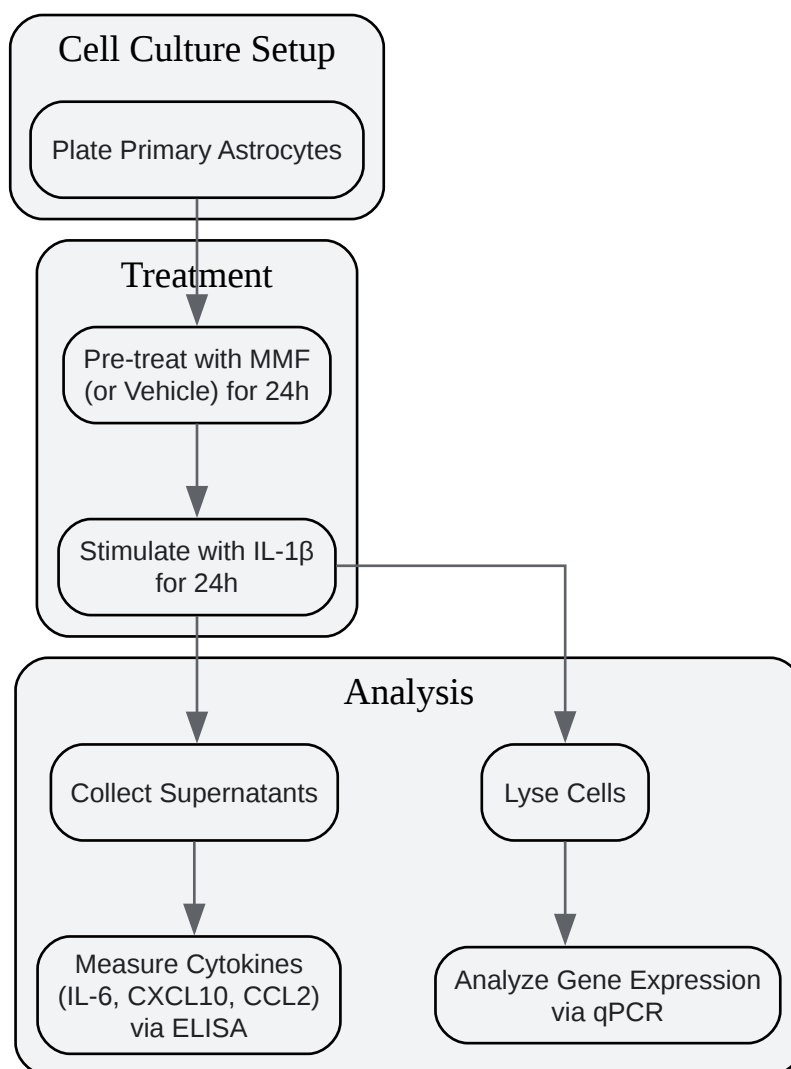 Cell Culture Setup
Plate Primary Astrocytes
Treatment
Pre-treat with MMF
(or Vehicle) for 24h
Stimulate with IL-1β
for 24h
Analysis
Collect Supernatants
Lyse Cells
Measure Cytokines
(IL-6, CXCL10, CCL2)
via ELISA
Analyze Gene Expression
via qPCR